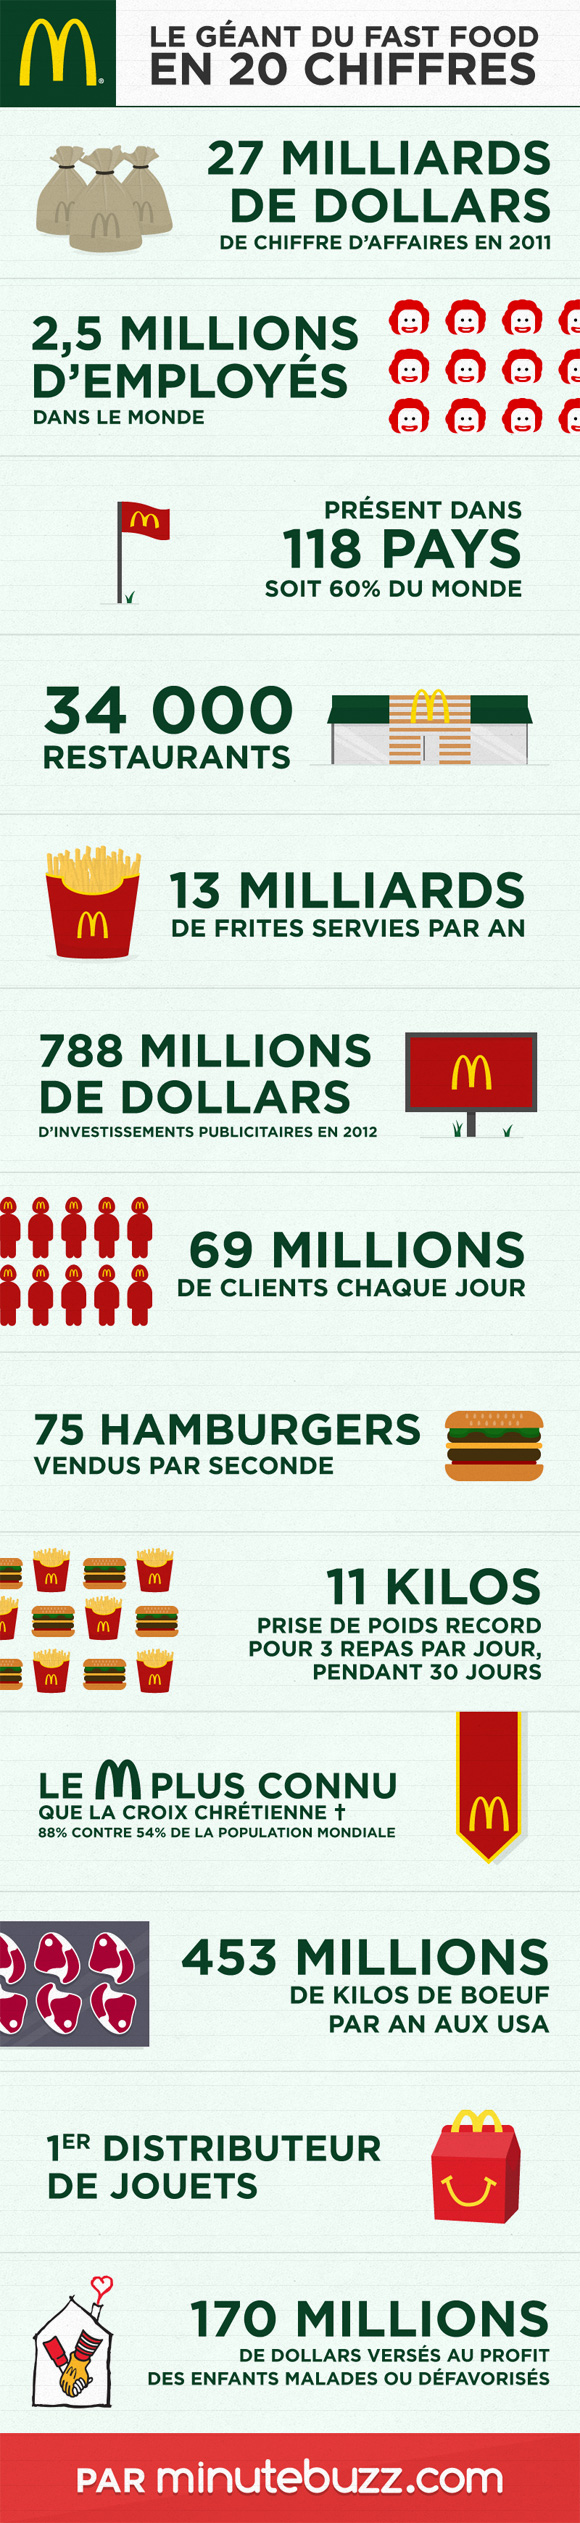 LE GÉANT DU FAST FOOD
EN 20 CHIFFRES
27 MILLIARDS
DE DOLLARS
DE CHIFFRE D'AFFAIRES EN 2011
2,5 MILLIONS
D'EMPLOYÉS
DANS LE MONDE
PRÉSENT DANS
118 PAYS
SOIT 60% DU MONDE
34 000
RESTAURANTS
13 MILLIARDS
DE FRITES SERVIES PAR AN
788 MILLIONS
DE DOLLARS
D'INVESTISSEMENTS PUBLICITAIRES EN 2012
69 MILLIONS
DE CLIENTS CHAQUE JOUR
75 HAMBURGERS
VENDUS PAR SECONDE
11 KILOS
PRISE DE POIDS RECORD
POUR 3 REPAS PAR JOUR,
PENDANT 30 JOURS
LE M PLUS CONNU
QUE LA CROIX CHRÉTIENNE ✝
88% CONTRE 54% DE LA POPULATION MONDIALE
453 MILLIONS
DE KILOS DE BOEUF
PAR AN AUX USA
1ER DISTRIBUTEUR
DE JOUETS
170 MILLIONS
DE DOLLARS VERSÉS AU PROFIT
DES ENFANTS MALADES OU DÉFAVORISÉS
PAR minutebuzz.com